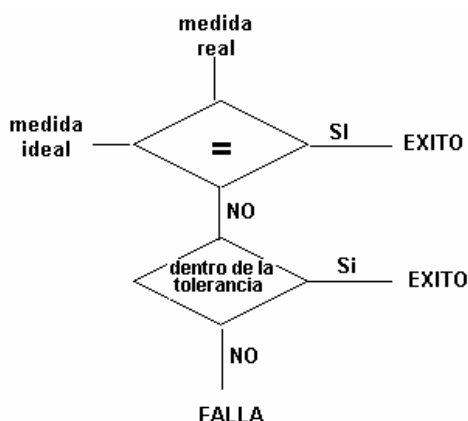 medida
real
medida
ideal
=
SI
EXITO
NO
dentro de la
tolerancia
Si
EXITO
NO
FALLA